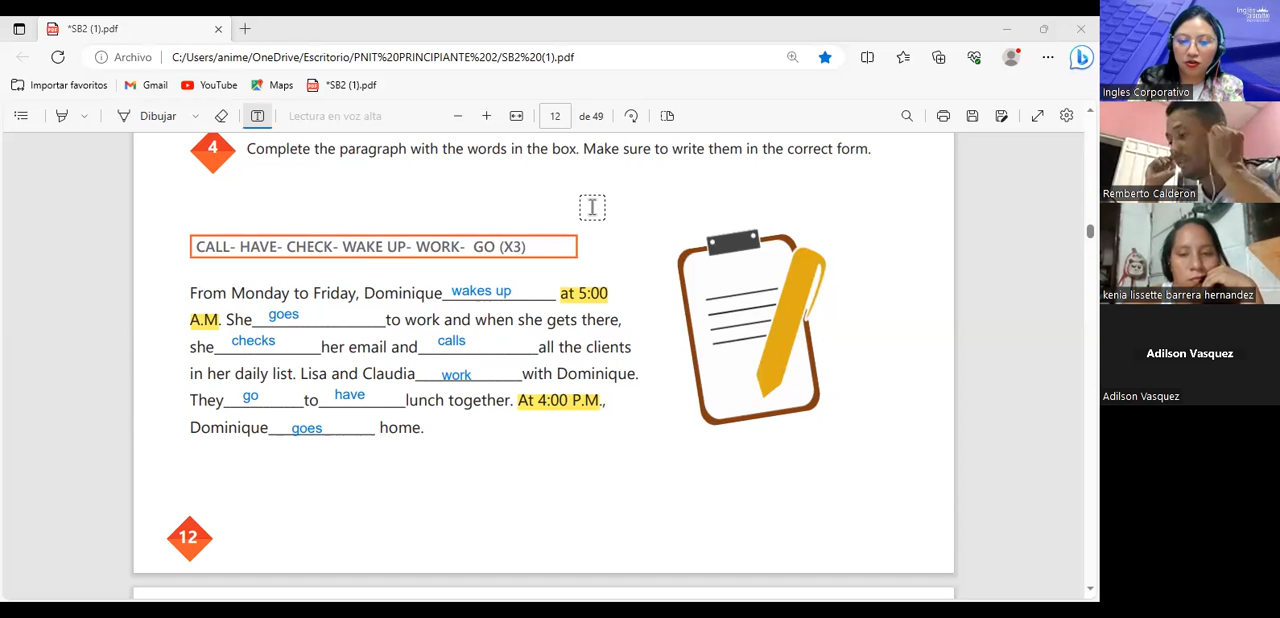 *SB2 (1).pdf
Archivo C:/Users/anime/OneDrive/Escritorio/PNIT%20PRINCIPIANTE%202/SB2%20(1).pdf
Importar favoritos Gmail YouTube Maps *SB2 (1).pdf
Dibujar Lectura en voz alta 12 de 49
4 Complete the paragraph with the words in the box. Make sure to write them in the correct form.
CALL- HAVE- CHECK- WAKE UP- WORK- GO (X3)
From Monday to Friday, Dominique wakes up at 5:00
A.M. She goes to work and when she gets there,
she checks her email and calls all the clients
in her daily list. Lisa and Claudia work with Dominique.
They go to have lunch together. At 4:00 P.M.,
Dominique goes home.
12
Ingles Corporativo
Remberto Calderon
kenia lissette barrera hernandez
Adilson Vasquez
Adilson Vasquez